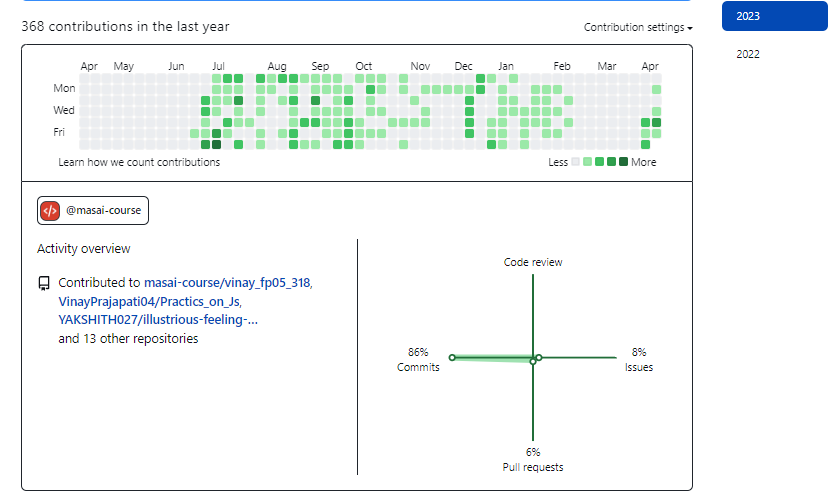 368 contributions in the last year
Contribution settings
2023
2022
Apr May Jun Jul Aug Sep Oct Nov Dec Jan Feb Mar Apr
Mon
Wed
Fri
Learn how we count contributions
Less More
@masai-course
Activity overview
Contributed to masai-course/vinay_fp05_318,
VinayPrajapati04/Practics_on_Js,
YAKSHITH027/illustrious-feeling-...
and 13 other repositories
Code review
86%
Commits
8%
Issues
6%
Pull requests